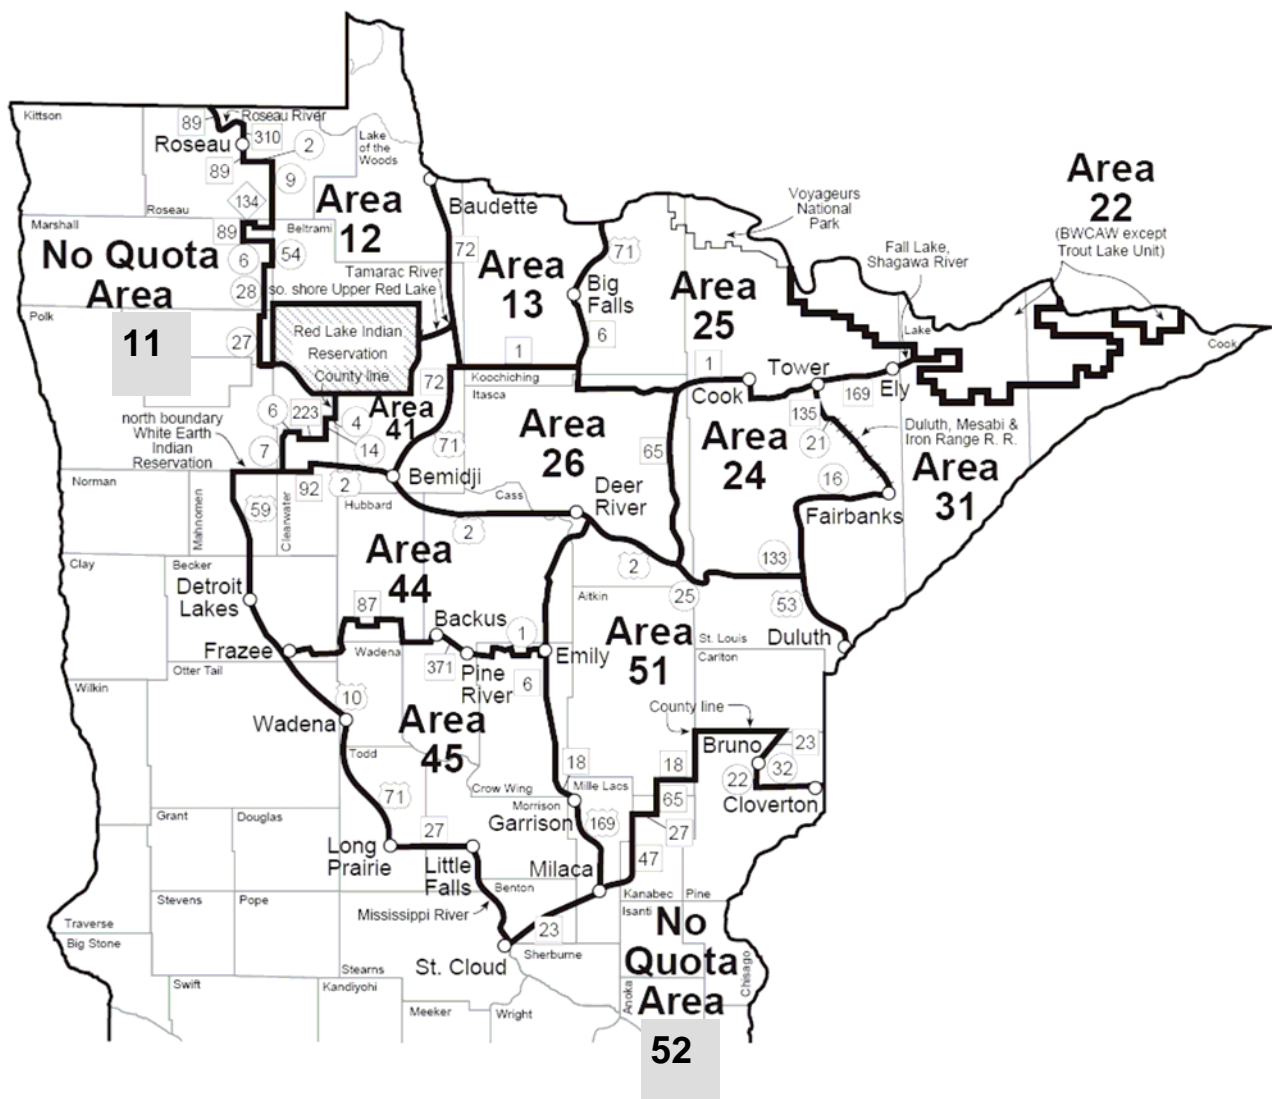 Kittson
89
Roseau River
310
Roseau
2
89
Lake
of the
Woods
9
134
Roseau
Area
12
Baudette
Voyageurs
National
Park
Area
22
(BWCAW except
Trout Lake Unit)
Marshall
89
Beltrami
No Quota
Area
11
6
54
28
72
71
Tamarac River
so. shore Upper Red Lake
Area
13
Big
Falls
Area
25
Fall Lake,
Shagawa River
Polk
27
Red Lake Indian
Reservation
County line
6
1
1
Lake
Cook
Koochiching
Itasca
72
Tower
Cook
169
Ely
6
223
4
Area
41
14
7
71
north boundary
White Earth
Indian
Reservation
Area
26
65
135
21
Area
24
Duluth, Mesabi &
Iron Range R. R.
Area
31
16
Fairbanks
Norman
Mahnomen
59
Clearwater
92
2
Bemidji
Hubbard
Cass
Deer
River
2
2
133
25
53
Clay
Becker
Detroit
Lakes
Area
44
87
Backus
1
Aitkin
Area
51
St. Louis
Duluth
Carlton
Frazee
Wadena
371
Pine
River
6
Emily
Otter Tail
Wilkin
10
Wadena
Area
45
County line
Bruno
23
Todd
18
18
22
32
Cloverton
71
Crow Wing
Mille Lacs
65
Morrison
Garrison
169
27
Grant
Douglas
27
Long
Prairie
Little
Falls
Milaca
47
Stevens
Pope
Benton
Kanabec
Pine
Mississippi River
Isanti
No
Quota
Area
52
Traverse
Big Stone
23
Stearns
St. Cloud
Sherburne
Chisago
Anoka
Swift
Kandiyohi
Meeker
Wright